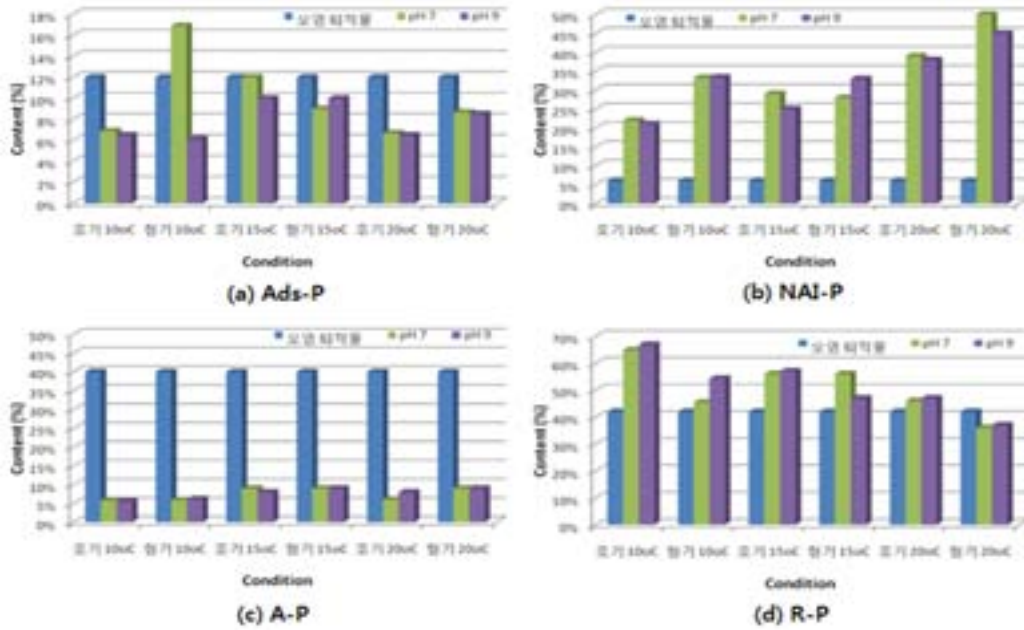 오염 퇴적물 pH 7 pH 9
18%
16%
14%
12%
10%
8%
6%
4%
2%
0%
Content (%)
호기 10oC 혐기 10oC 호기 15oC 혐기 15oC 호기 20oC 혐기 20oC
Condition
(a) Ads-P
오염 퇴적물 pH 7 pH 9
50%
45%
40%
35%
30%
25%
20%
15%
10%
5%
0%
Content (%)
호기 10oC 혐기 10oC 호기 15oC 혐기 15oC 호기 20oC 혐기 20oC
Condition
(b) NAI-P
오염 퇴적물 pH 7 pH 9
50%
45%
40%
35%
30%
25%
20%
15%
10%
5%
0%
Content (%)
호기 10oC 혐기 10oC 호기 15oC 혐기 15oC 호기 20oC 혐기 20oC
Condition
(c) A-P
오염 퇴적물 pH 7 pH 9
70%
60%
50%
40%
30%
20%
10%
0%
Content (%)
호기 10oC 혐기 10oC 호기 15oC 혐기 15oC 호기 20oC 혐기 20oC
Condition
(d) R-P